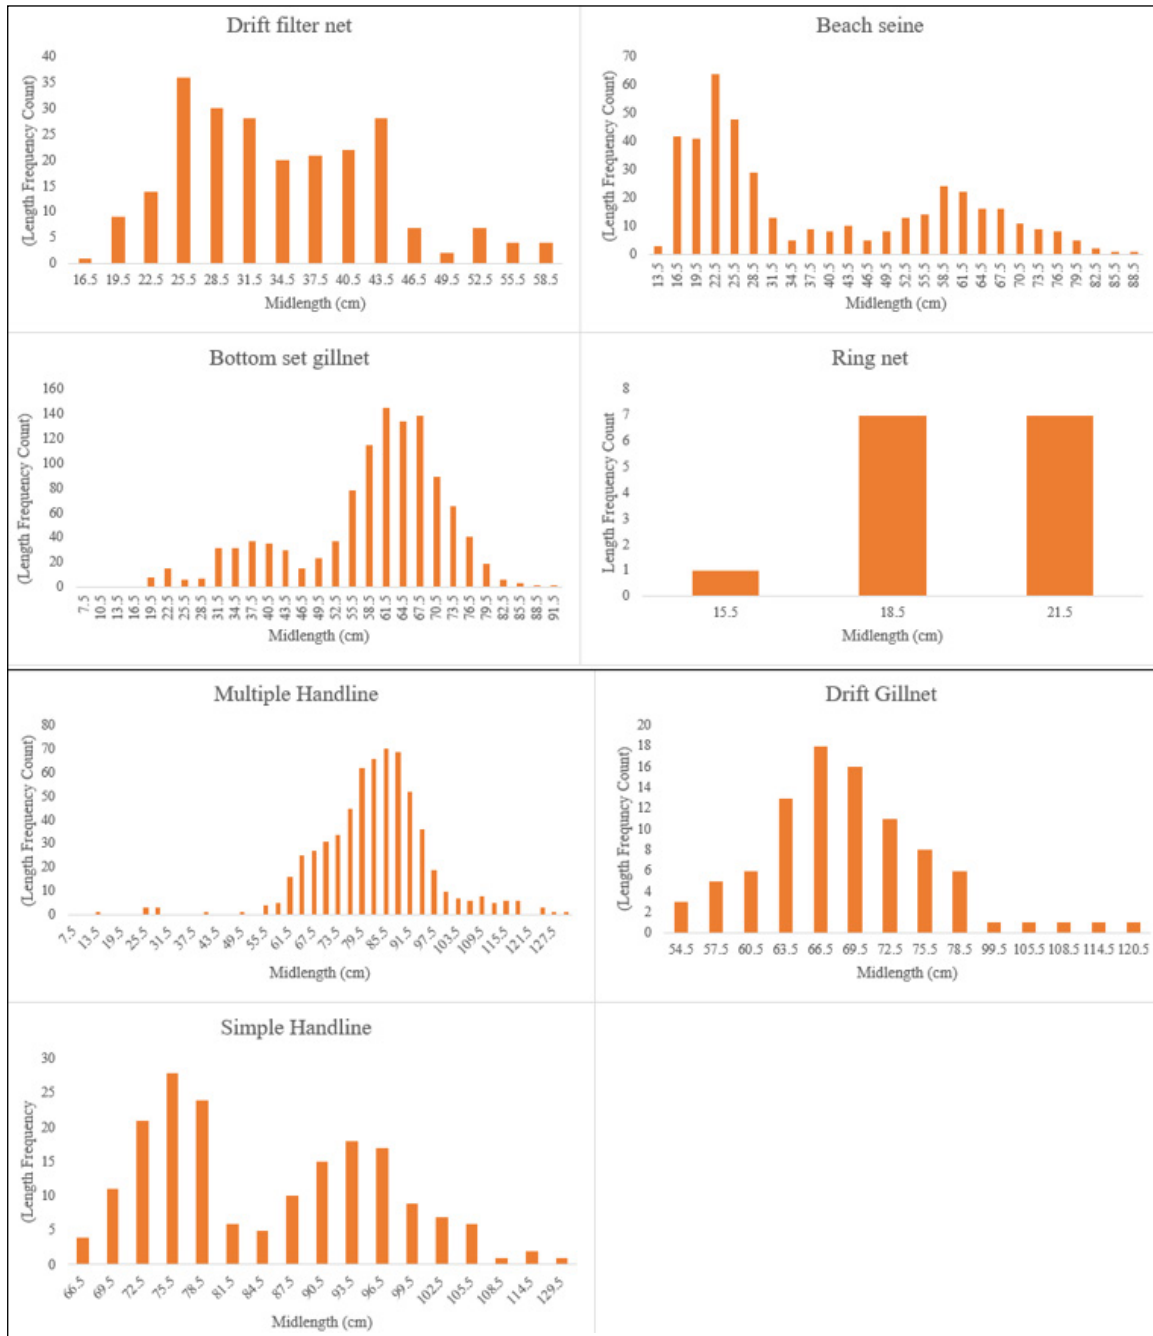 Drift filter net
(Length Frequency Count)
40
35
30
25
20
15
10
5
0
16.5 19.5 22.5 25.5 28.5 31.5 34.5 37.5 40.5 43.5 46.5 49.5 52.5 55.5 58.5
Midlength (cm)
Beach seine
(Length Frequency Count)
70
60
50
40
30
20
10
0
13.5 16.5 19.5 22.5 25.5 28.5 31.5 34.5 37.5 40.5 43.5 46.5 49.5 52.5 55.5 58.5 61.5 64.5 67.5 70.5 73.5 76.5 79.5 82.5 85.5 88.5
Midlength (cm)
Bottom set gillnet
(Length Frequency Count)
160
140
120
100
80
60
40
20
0
7.5 10.5 13.5 16.5 19.5 22.5 25.5 28.5 31.5 34.5 37.5 40.5 43.5 46.5 49.5 52.5 55.5 58.5 61.5 64.5 67.5 70.5 73.5 76.5 79.5 82.5 85.5 88.5 91.5
Midlength (cm)
Ring net
Length Frequency Count
8
7
6
5
4
3
2
1
0
15.5 18.5 21.5
Midlength (cm)
Multiple Handline
(Length Frequency Count)
80
70
60
50
40
30
20
10
0
7.5 13.5 19.5 25.5 31.5 37.5 43.5 49.5 55.5 61.5 67.5 73.5 79.5 85.5 91.5 97.5 103.5 109.5 115.5 121.5 127.5
Midlength (cm)
Drift Gillnet
(Length Frequncy Count)
20
18
16
14
12
10
8
6
4
2
0
54.5 57.5 60.5 63.5 66.5 69.5 72.5 75.5 78.5 99.5 105.5 108.5 114.5 120.5
Midlength (cm)
Simple Handline
(Length Frequency
30
25
20
15
10
5
0
66.5 69.5 72.5 75.5 78.5 81.5 84.5 87.5 90.5 93.5 96.5 99.5 102.5 105.5 108.5 114.5 129.5
Midlength (cm)